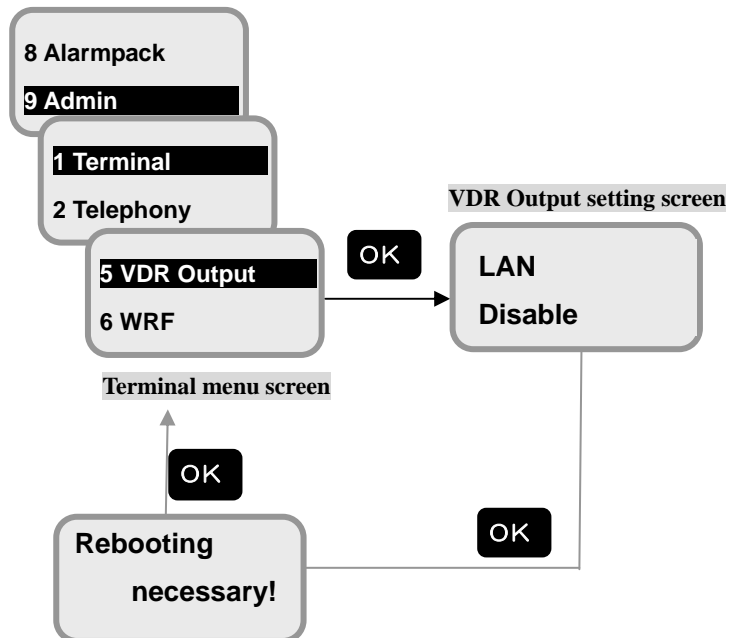 8 Alarmpack
9 Admin
1 Terminal
2 Telephony
VDR Output setting screen
5 VDR Output
6 WRF
OK
LAN
Disable
Terminal menu screen
OK
OK
Rebooting
necessary!